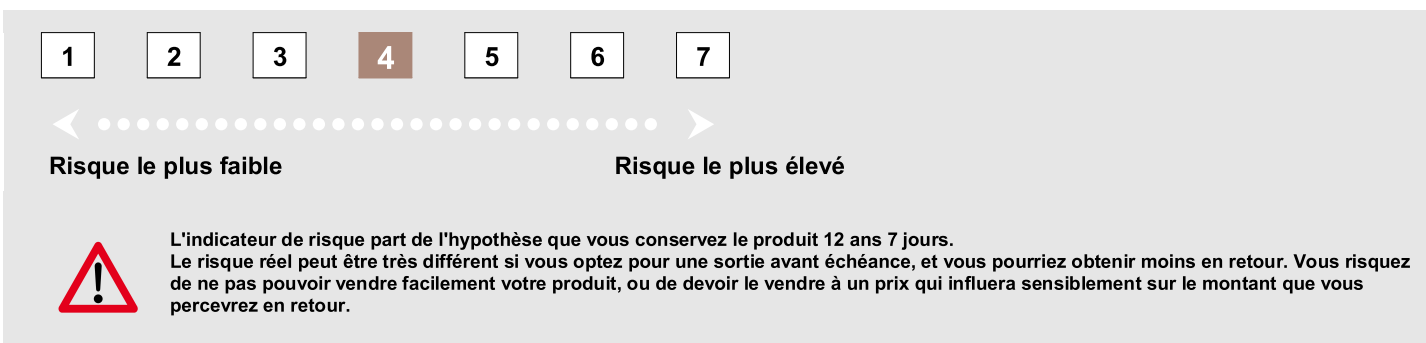 1 2 3 4 5 6 7
Risque le plus faible Risque le plus élevé
L'indicateur de risque part de l'hypothèse que vous conservez le produit 12 ans 7 jours.
Le risque réel peut être très différent si vous optez pour une sortie avant échéance, et vous pourriez obtenir moins en retour. Vous risquez
de ne pas pouvoir vendre facilement votre produit, ou de devoir le vendre à un prix qui influera sensiblement sur le montant que vous
percevrez en retour.